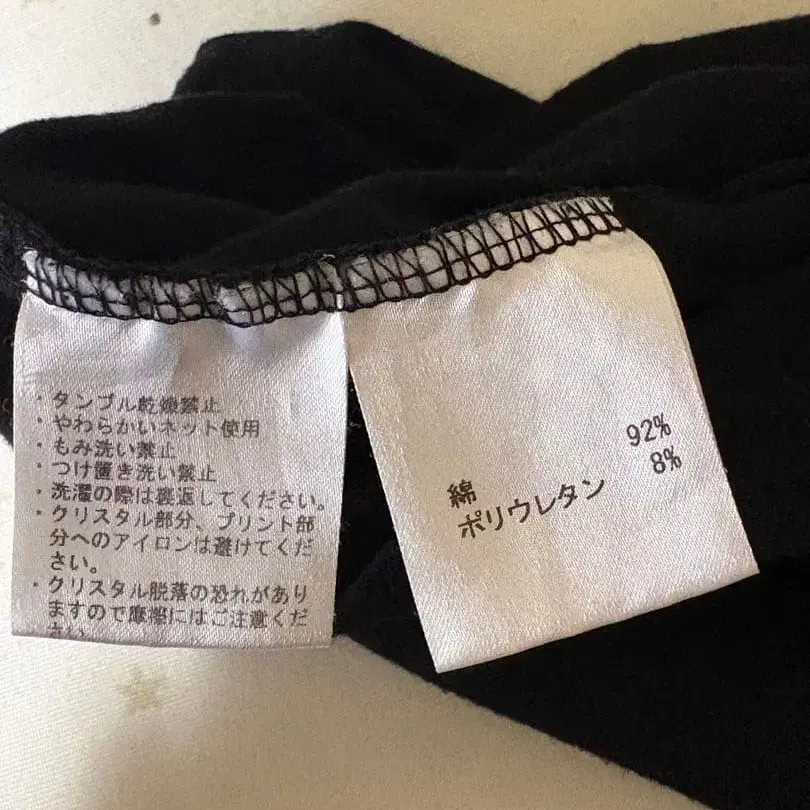 ・タンブル乾燥禁止
・やわらかいネット使用
・もみ洗い禁止
・つけ置き洗い禁止
・洗濯の際は裏返してください。
・クリスタル部分、プリント部
分へのアイロンは避けてくだ
さい。
・クリスタル脱落の恐れがあり
ますので摩擦にはご注意くだ
さい
綿 92%
ポリウレタン 8%